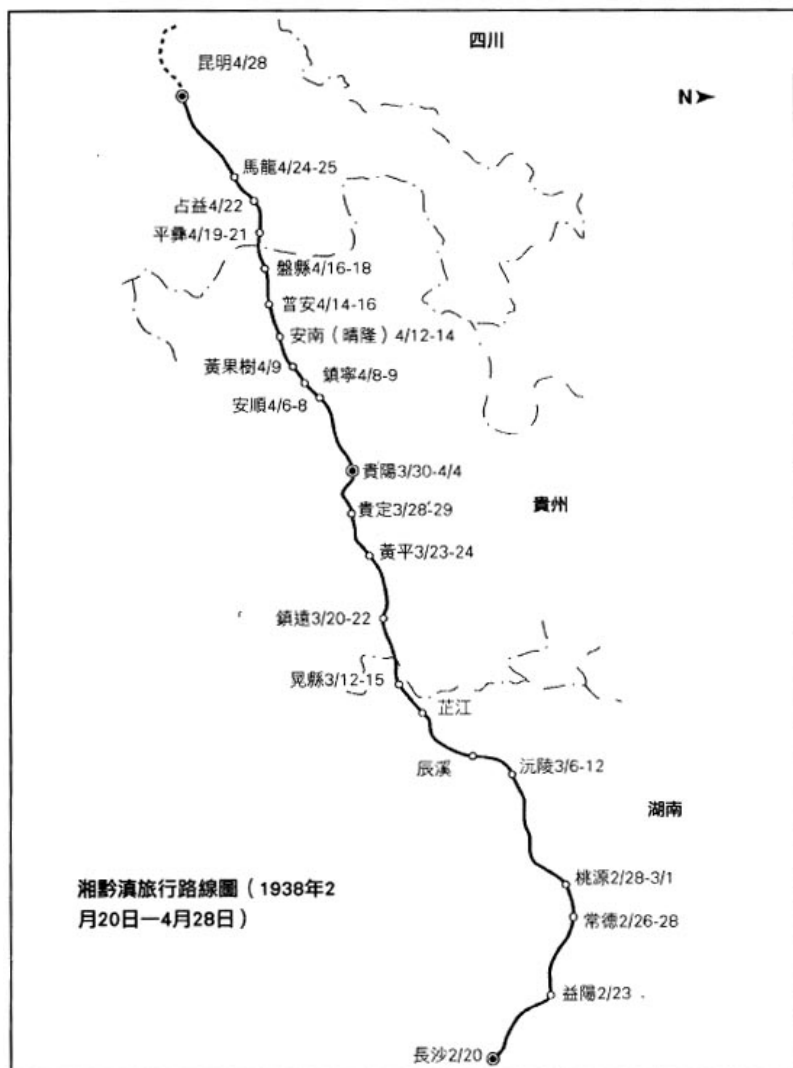 四川
昆明4/28
N
馬龍4/24-25
占益4/22
平彝4/19-21
盤縣4/16-18
普安4/14-16
安南（晴隆）4/12-14
黃果樹4/9
鎮寧4/8-9
安順4/6-8
貴陽3/30-4/4
貴州
貴定3/28-29
黃平3/23-24
鎮遠3/20-22
晃縣3/12-15
芷江
辰溪
沅陵3/6-12
湖南
桃源2/28-3/1
湘黔滇旅行路線圖（1938年2
月20日—4月28日）
常德2/26-28
益陽2/23
長沙2/20